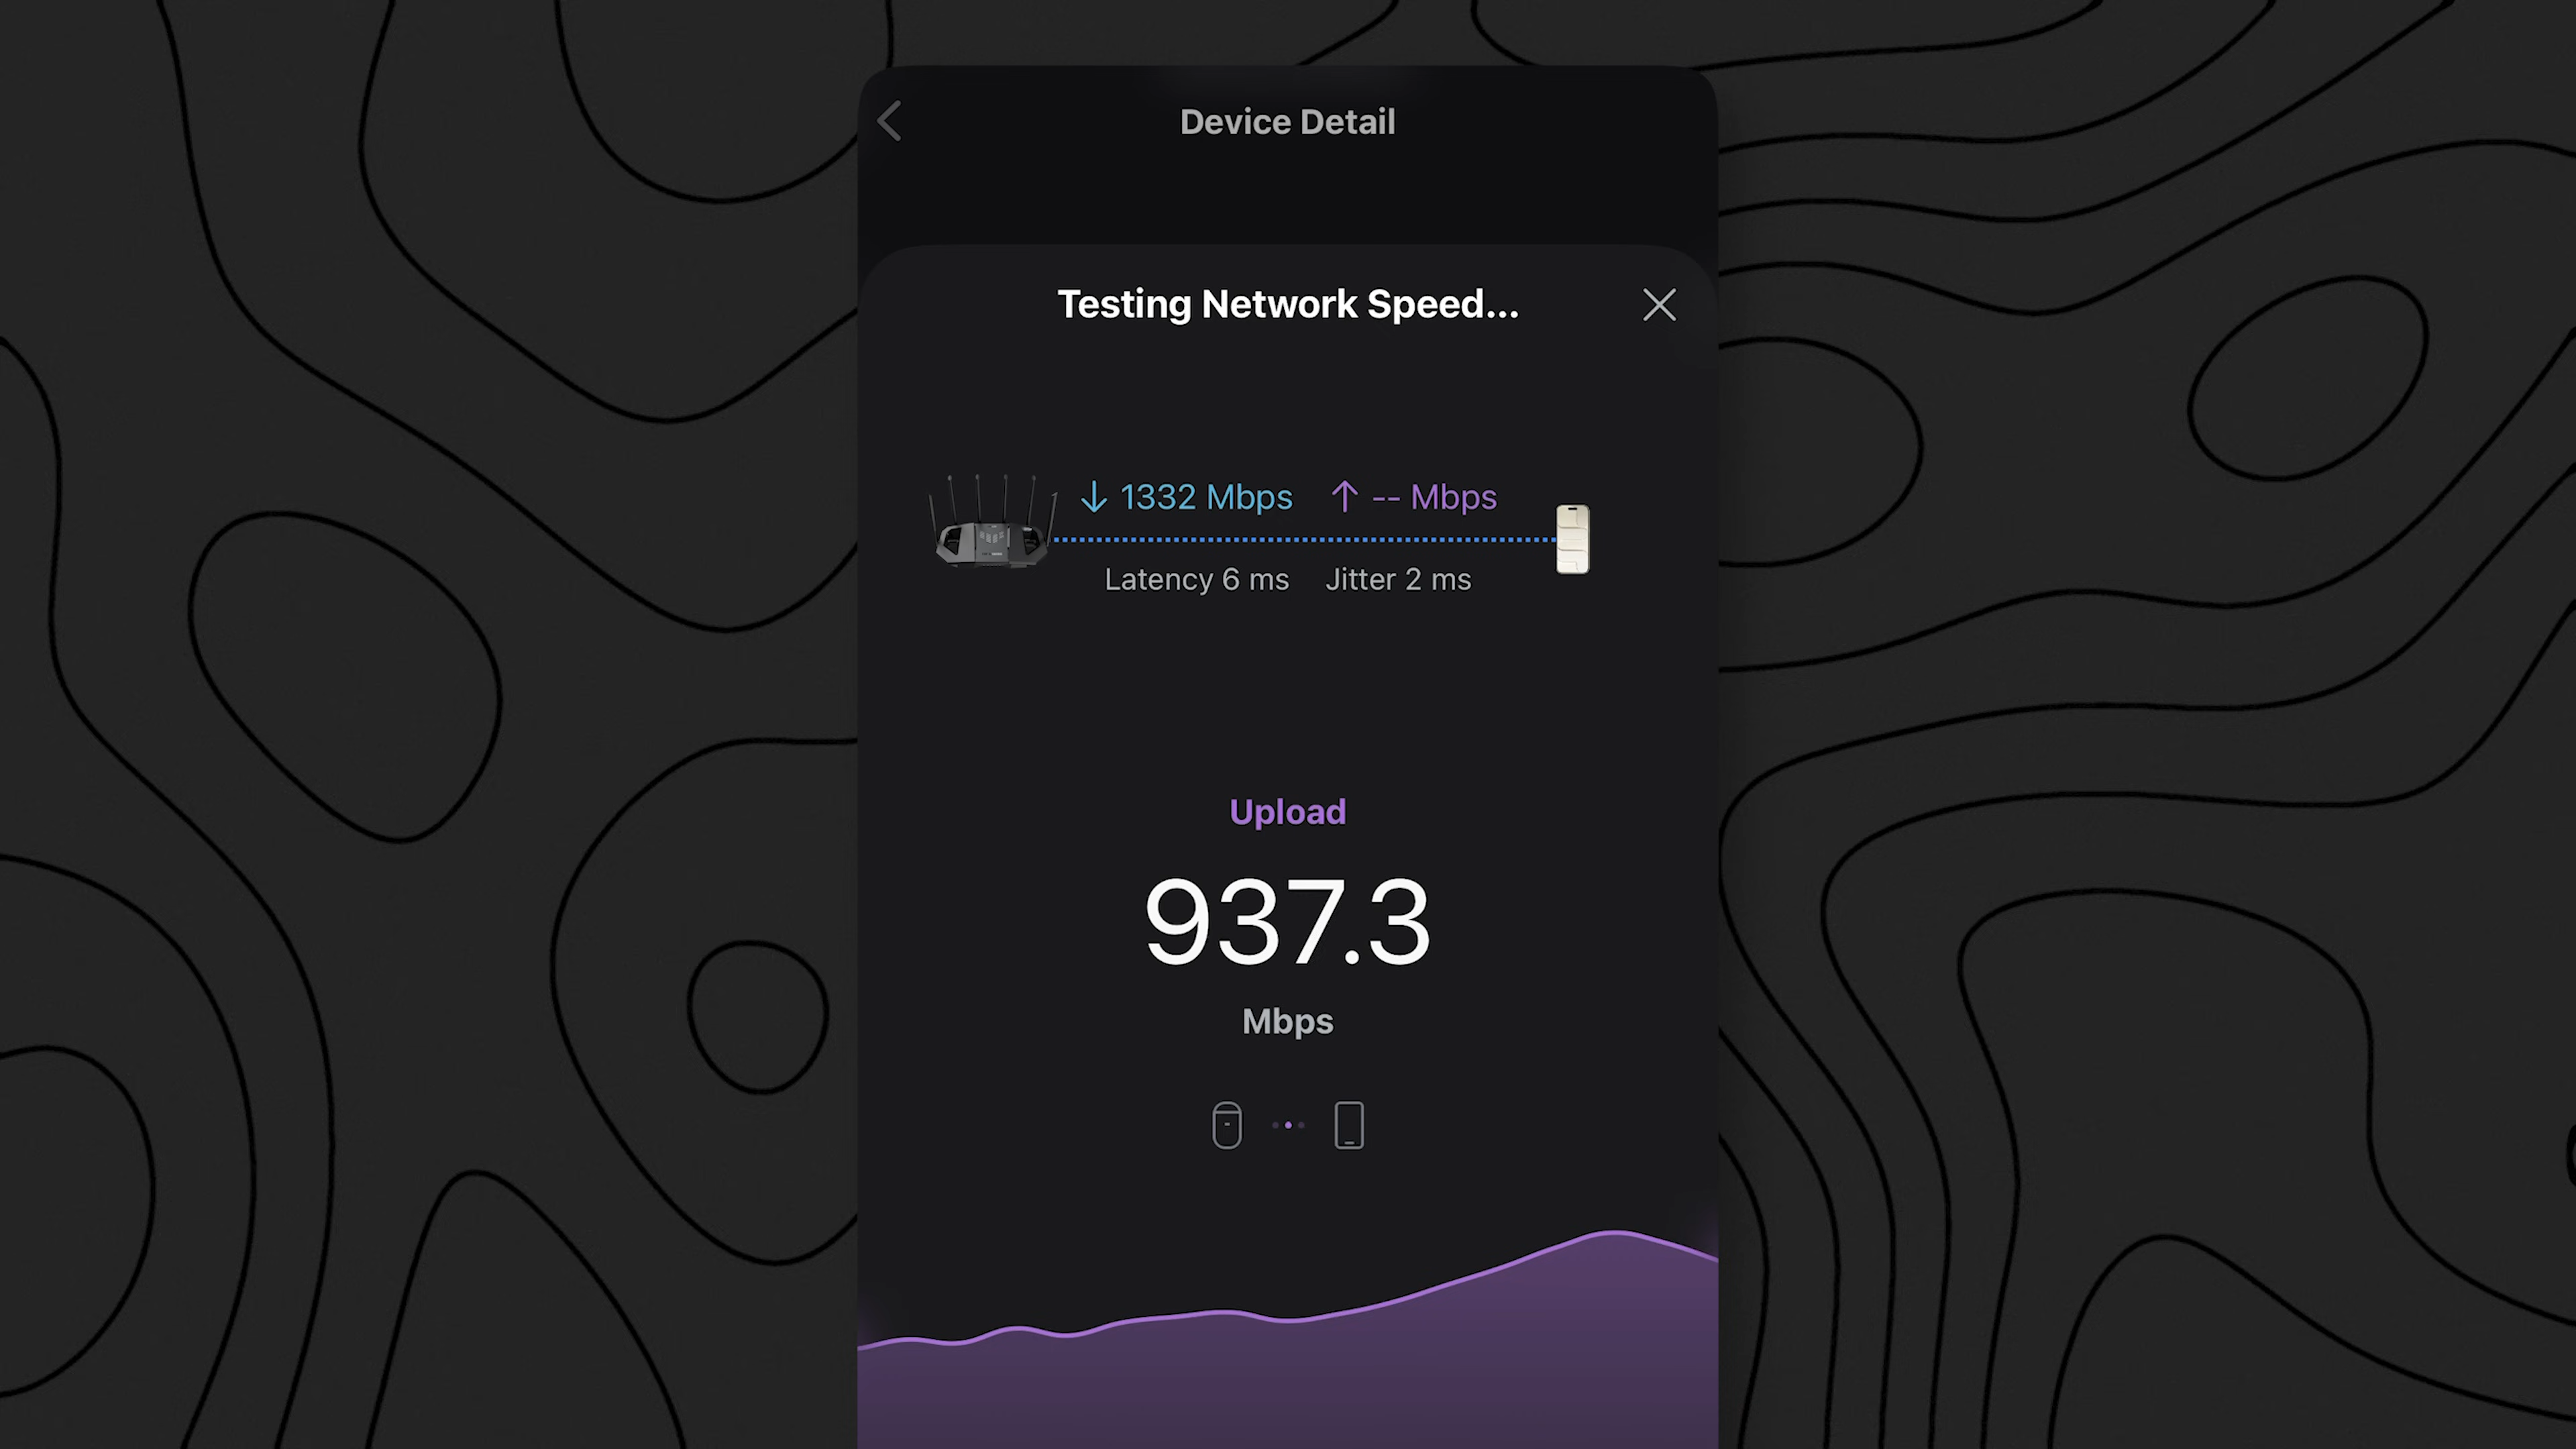 Device Detail
Testing Network Speed...
↓ 1332 Mbps ↑ -- Mbps
Latency 6 ms Jitter 2 ms
Upload
937.3
Mbps